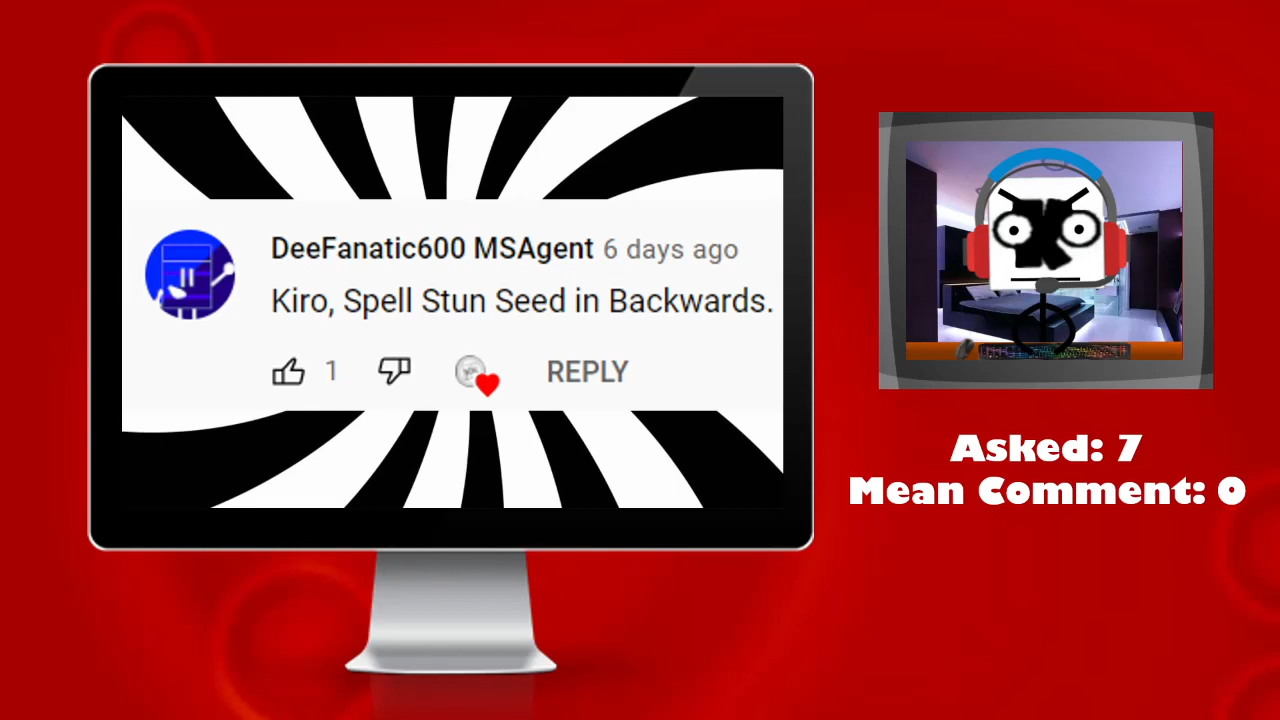 DeeFanatic600 MSAgent 6 days ago
Kiro, Spell Stun Seed in Backwards.
1 REPLY
Asked: 7
Mean Comment: 0